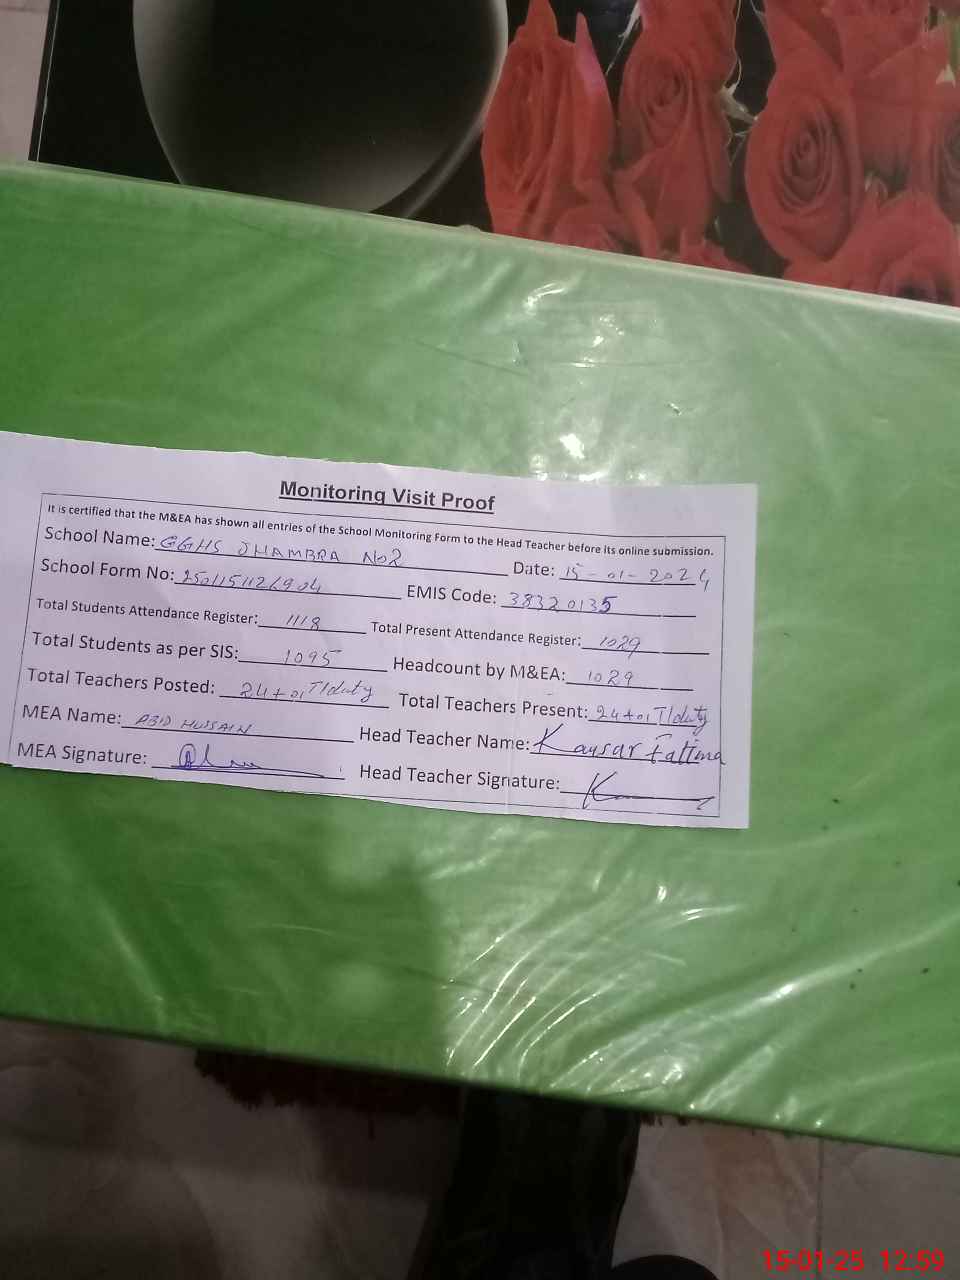 Monitoring Visit Proof
It is certified that the M&EA has shown all entries of the School Monitoring Form to the Head Teacher before its online submission.
School Name: GGHS JHAMBRA No2 Date: 15-01-2024
School Form No: EMIS Code: 38320135
Total Students Attendance Register: 1118 Total Present Attendance Register: 1029
Total Students as per SIS: 1095 Headcount by M&EA: 1029
Total Teachers Posted: 24+01 T/duty Total Teachers Present: 24+01 T/duty
MEA Name: ABID HUSSAIN Head Teacher Name: Kausar Fatima
MEA Signature: Head Teacher Signature:
15-01-25 12:59